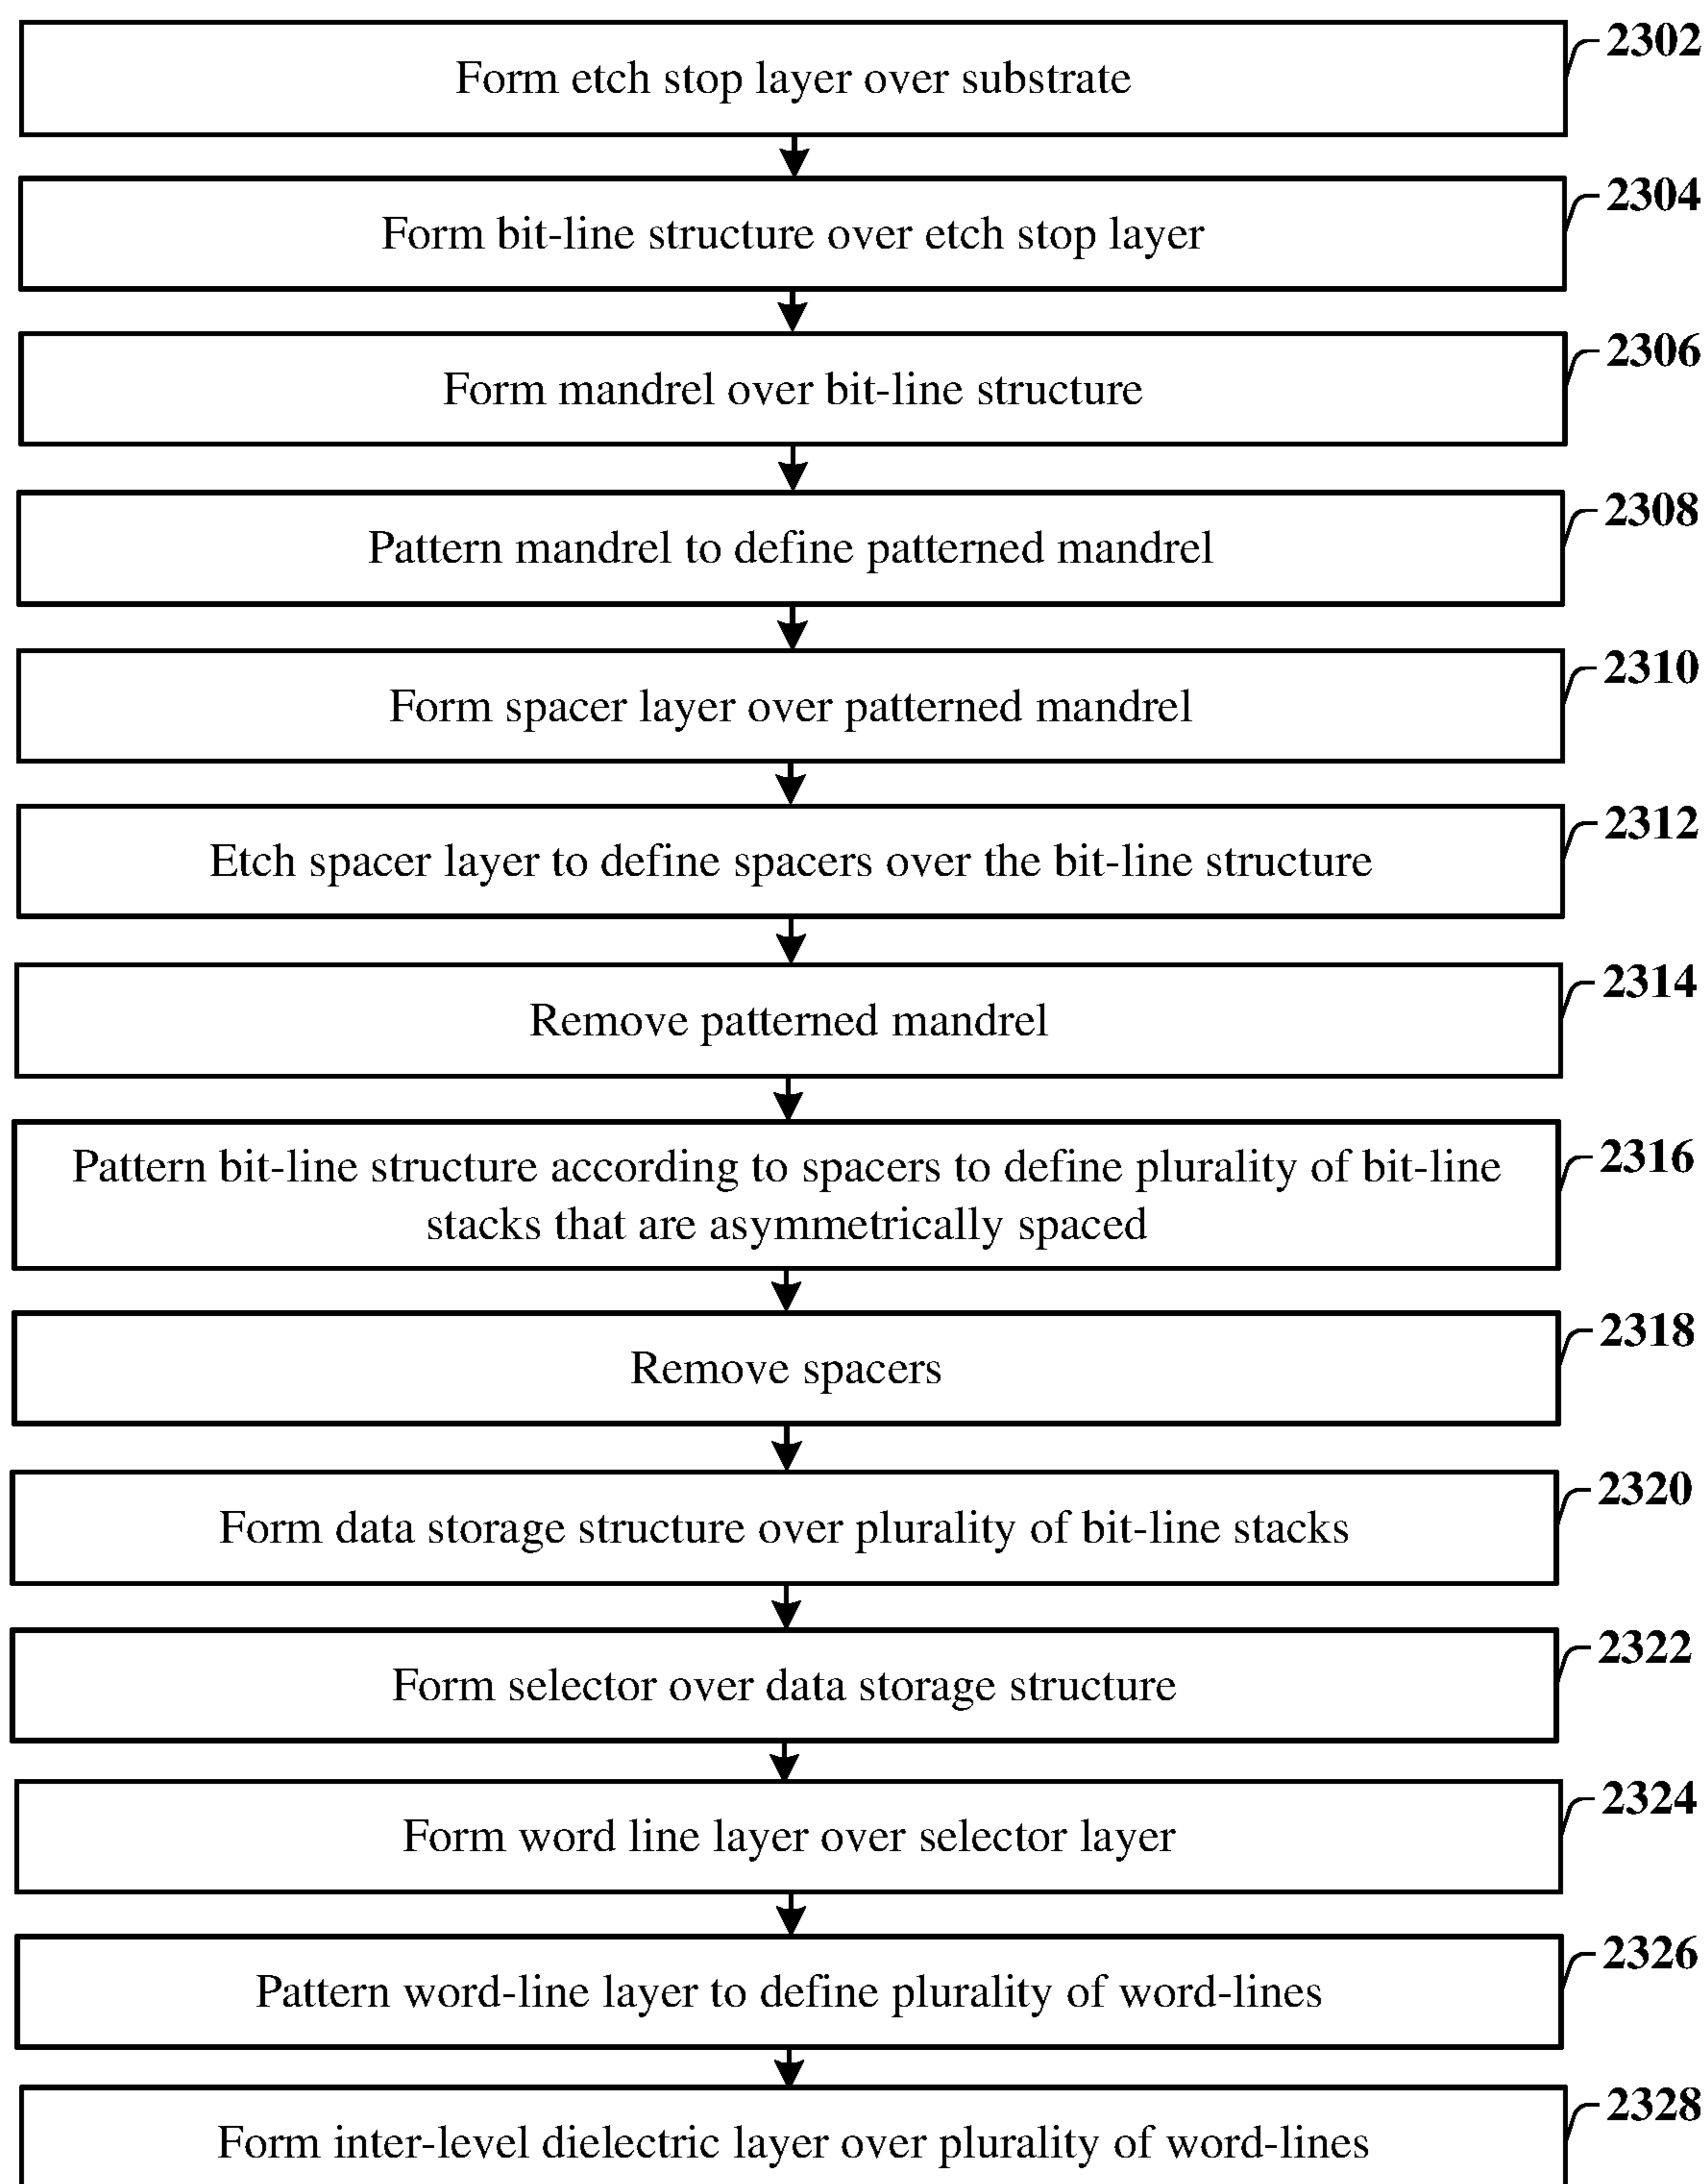 Form etch stop layer over substrate
2302
Form bit-line structure over etch stop layer
2304
Form mandrel over bit-line structure
2306
Pattern mandrel to define patterned mandrel
2308
Form spacer layer over patterned mandrel
2310
Etch spacer layer to define spacers over the bit-line structure
2312
Remove patterned mandrel
2314
Pattern bit-line structure according to spacers to define plurality of bit-line
stacks that are asymmetrically spaced
2316
Remove spacers
2318
Form data storage structure over plurality of bit-line stacks
2320
Form selector over data storage structure
2322
Form word line layer over selector layer
2324
Pattern word-line layer to define plurality of word-lines
2326
Form inter-level dielectric layer over plurality of word-lines
2328